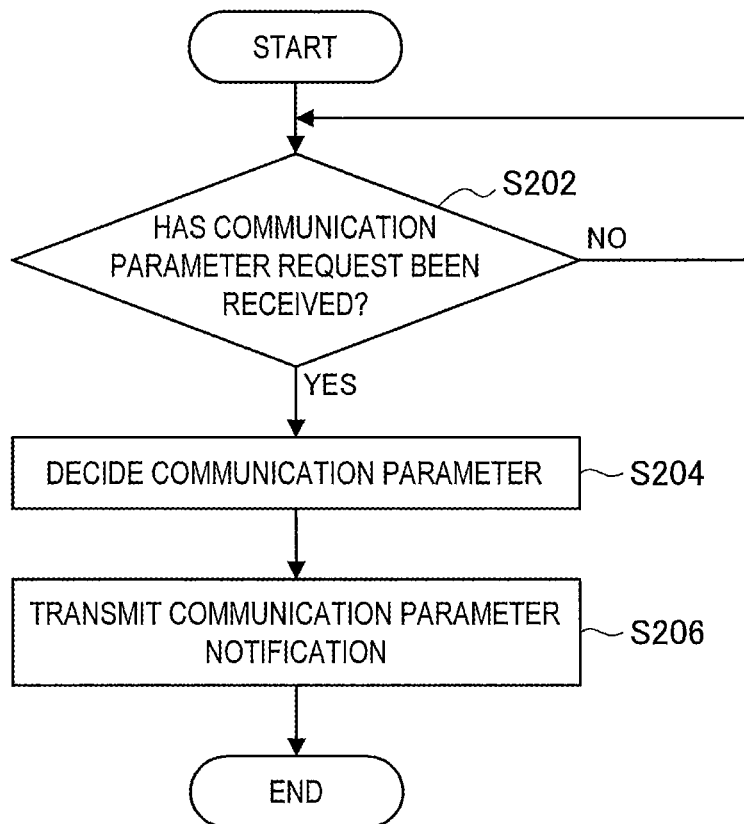 START
S202
HAS COMMUNICATION
PARAMETER REQUEST BEEN
RECEIVED?
NO
YES
DECIDE COMMUNICATION PARAMETER
S204
TRANSMIT COMMUNICATION PARAMETER
NOTIFICATION
S206
END